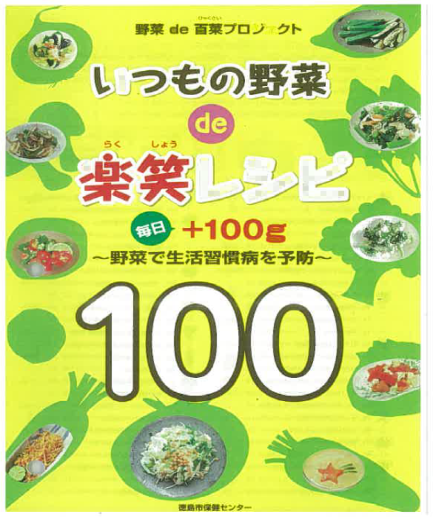 野菜 de 百菜プロジェクト
いつもの野菜
de
らく しょう
楽笑レシピ
毎日 +100g
～野菜で生活習慣病を予防～
100
徳島市保健センター